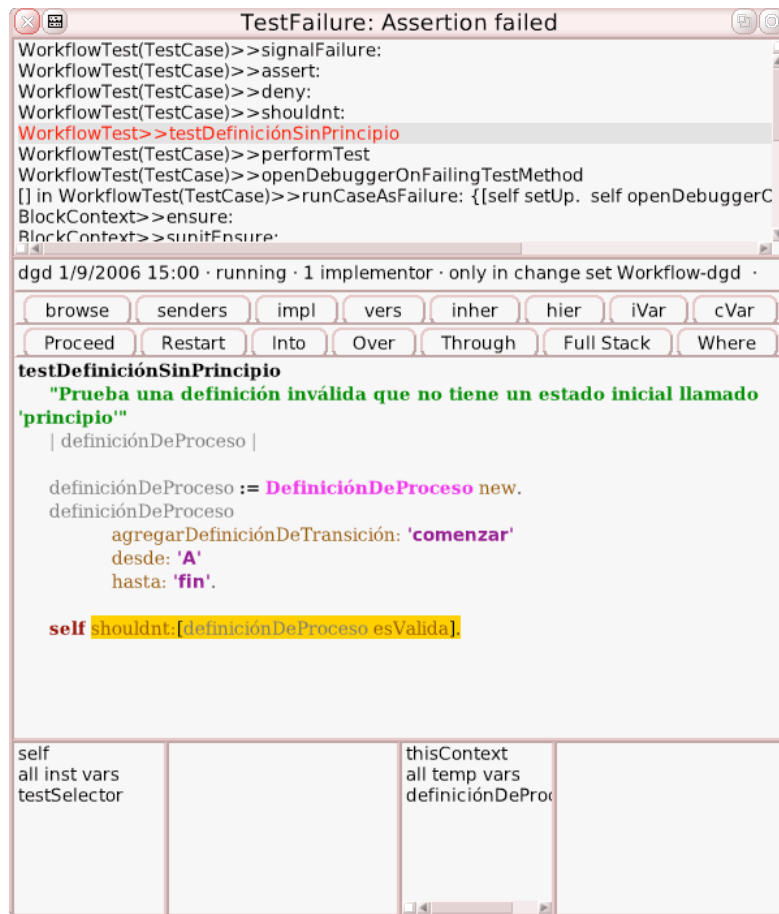 TestFailure: Assertion failed
WorkflowTest(TestCase)>>signalFailure:
WorkflowTest(TestCase)>>assert:
WorkflowTest(TestCase)>>deny:
WorkflowTest(TestCase)>>shouldnt:
WorkflowTest>>testDefiniciónSinPrincipio
WorkflowTest(TestCase)>>performTest
WorkflowTest(TestCase)>>openDebuggerOnFailingTestMethod
[] in WorkflowTest(TestCase)>>runCaseAsFailure: {[self setUp.  self openDebuggerC
BlockContext>>ensure:
BlockContext>>sunitEnsure:
dgd 1/9/2006 15:00 · running · 1 implementor · only in change set Workflow-dgd ·
browse senders impl vers inher hier iVar cVar
Proceed Restart Into Over Through Full Stack Where
testDefiniciónSinPrincipio
"Prueba una definición inválida que no tiene un estado inicial llamado
'principio'"
| definiciónDeProceso |
definiciónDeProceso := DefiniciónDeProceso new.
definiciónDeProceso
agregarDefiniciónDeTransición: 'comenzar'
desde: 'A'
hasta: 'fin'.
self shouldnt:[definiciónDeProceso esValida].
self thisContext
all inst vars all temp vars
testSelector definiciónDeProc